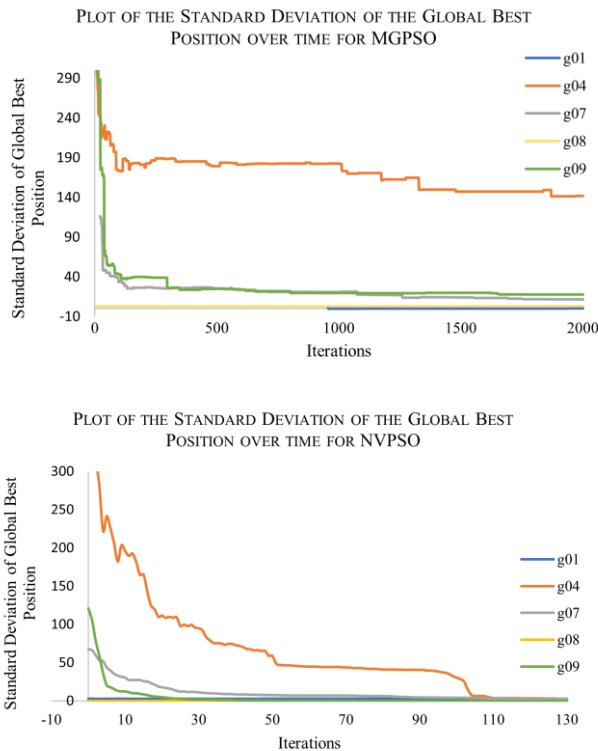 PLOT OF THE STANDARD DEVIATION OF THE GLOBAL BEST
POSITION OVER TIME FOR MGPSO
Standard Deviation of Global Best
Position
290
240
190
140
90
40
-10
0
500
1000
1500
2000
Iterations
g01
g04
g07
g08
g09
PLOT OF THE STANDARD DEVIATION OF THE GLOBAL BEST
POSITION OVER TIME FOR NVPSO
Standard Deviation of Global Best
Position
300
250
200
150
100
50
0
-10
10
30
50
70
90
110
130
Iterations
g01
g04
g07
g08
g09